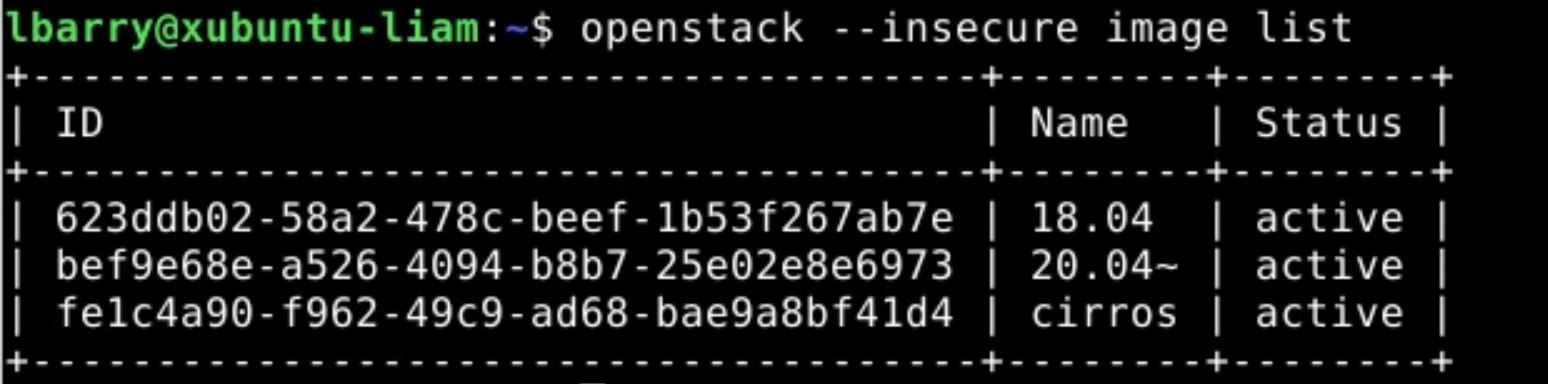 lbarry@xubuntu-liam:~$ openstack --insecure image list
+--------------------------------------+--------+--------+
| ID                                   | Name   | Status |
+--------------------------------------+--------+--------+
| 623ddb02-58a2-478c-beef-1b53f267ab7e | 18.04  | active |
| bef9e68e-a526-4094-b8b7-25e02e8e6973 | 20.04~ | active |
| fe1c4a90-f962-49c9-ad68-bae9a8bf41d4 | cirros | active |
+--------------------------------------+--------+--------+